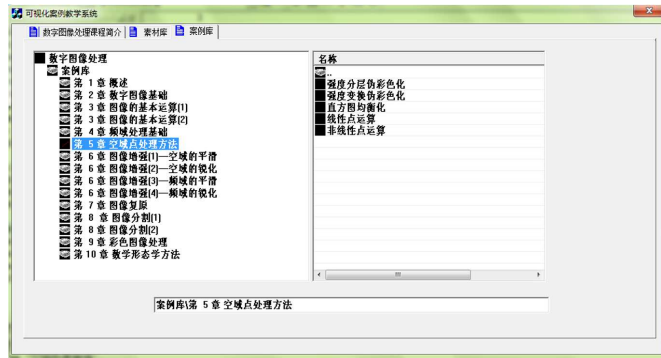 可视化案例教学系统
数字图像处理课程简介 素材库 案例库
数字图像处理
案例库
第 1 章 概述
第 2 章 数字图像基础
第 3 章 图像的基本运算(1)
第 3 章 图像的基本运算(2)
第 4 章 频域处理基础
第 5 章 空域点处理方法
第 6 章 图像增强(1)—空域的平滑
第 6 章 图像增强(2)—空域的锐化
第 6 章 图像增强(3)—频域的平滑
第 6 章 图像增强(4)—频域的锐化
第 7 章 图像复原
第 8 章 图像分割(1)
第 8 章 图像分割(2)
第 9 章 彩色图像处理
第 10 章 数学形态学方法
名称
..
强度分层伪彩色化
强度变换伪彩色化
直方图均衡化
线性点运算
非线性点运算
案例库\第 5 章 空域点处理方法